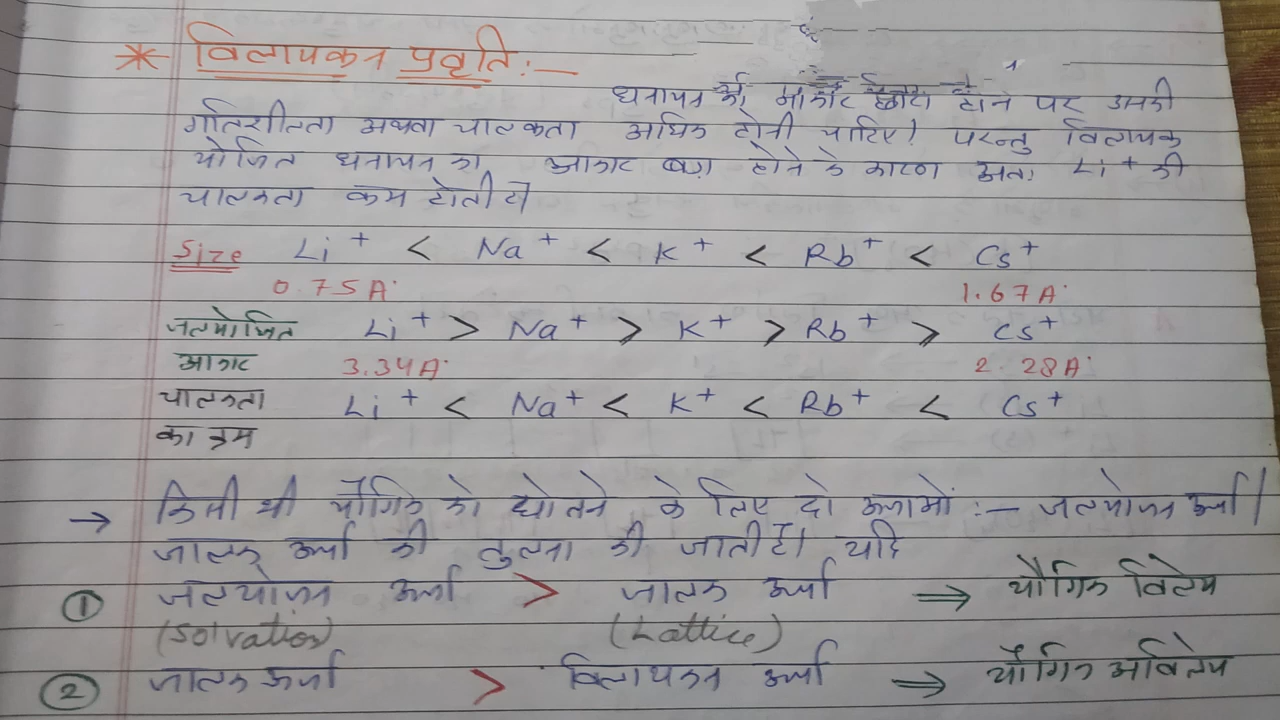 * विलायकन प्रवृति :—
धनायन का आकार छोटा होने पर उसकी
गतिशीलता अथवा चालकता अधिक होनी चाहिए। परन्तु विलायक
योजित धनायन का आकार बड़ा होने के कारण अतः Li+ की
चालकता कम होती है।
Size Li+ < Na+ < K+ < Rb+ < Cs+
0.75A° 1.67A°
जलयोजित Li+ > Na+ > K+ > Rb+ > Cs+
आकार 3.34A° 2.28A°
चालकता Li+ < Na+ < K+ < Rb+ < Cs+
का क्रम
→ किसी भी यौगिक को घोलने के लिए दो ऊर्जाओं :— जलयोजन ऊर्जा /
जालक ऊर्जा की तुलना की जाती है। यदि
① जलयोजन ऊर्जा > जालक ऊर्जा ⇒ यौगिक विलेय
(Solvation) (Lattice)
② जालक ऊर्जा > विलायकन ऊर्जा ⇒ यौगिक अविलेय